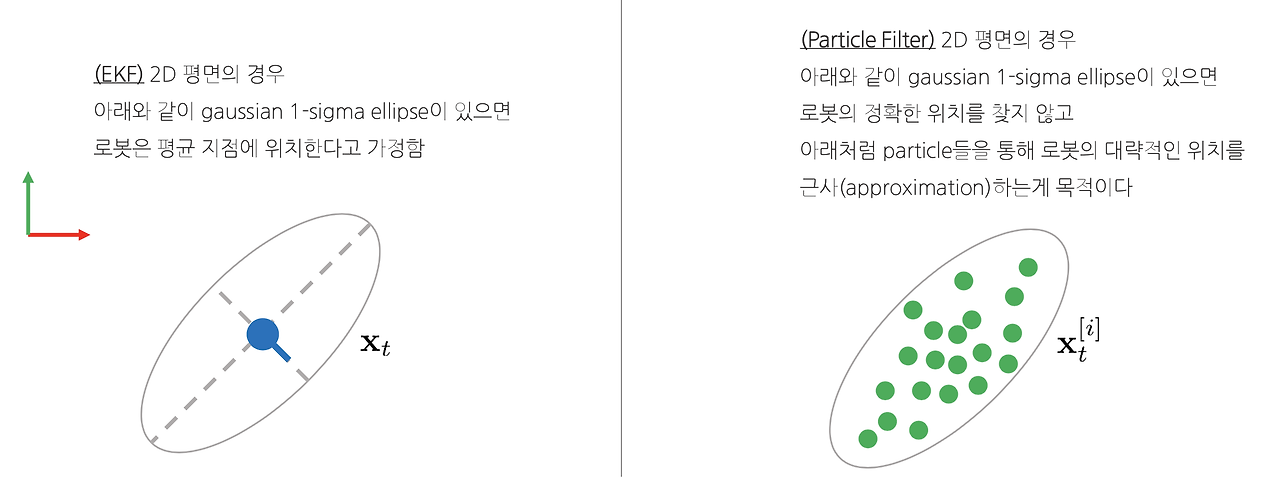 (EKF) 2D 평면의 경우
아래와 같이 gaussian 1-sigma ellipse이 있으면
로봇은 평균 지점에 위치한다고 가정함
x_t
(Particle Filter) 2D 평면의 경우
아래와 같이 gaussian 1-sigma ellipse이 있으면
로봇의 정확한 위치를 찾지 않고
아래처럼 particle들을 통해 로봇의 대략적인 위치를
근사(approximation)하는게 목적이다
x_t^[i]